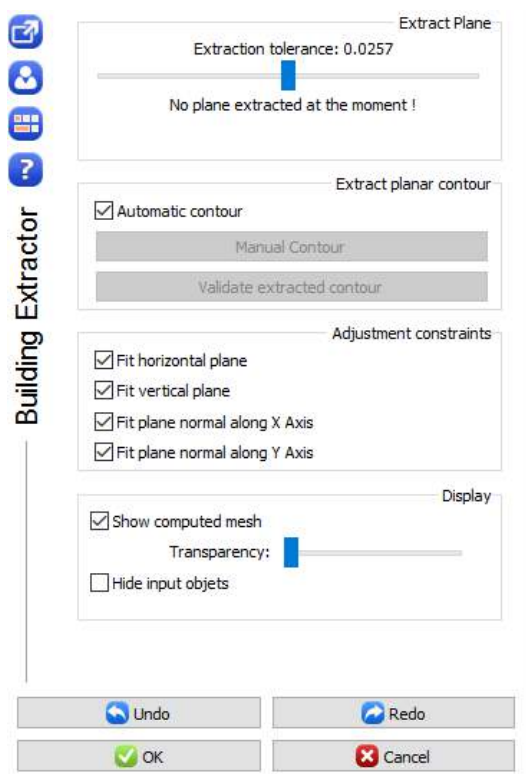 Building Extractor
Extract Plane
Extraction tolerance: 0.0257
No plane extracted at the moment !
Extract planar contour
Automatic contour
Manual Contour
Validate extracted contour
Adjustment constraints
Fit horizontal plane
Fit vertical plane
Fit plane normal along X Axis
Fit plane normal along Y Axis
Display
Show computed mesh
Transparency:
Hide input objets
Undo
Redo
OK
Cancel